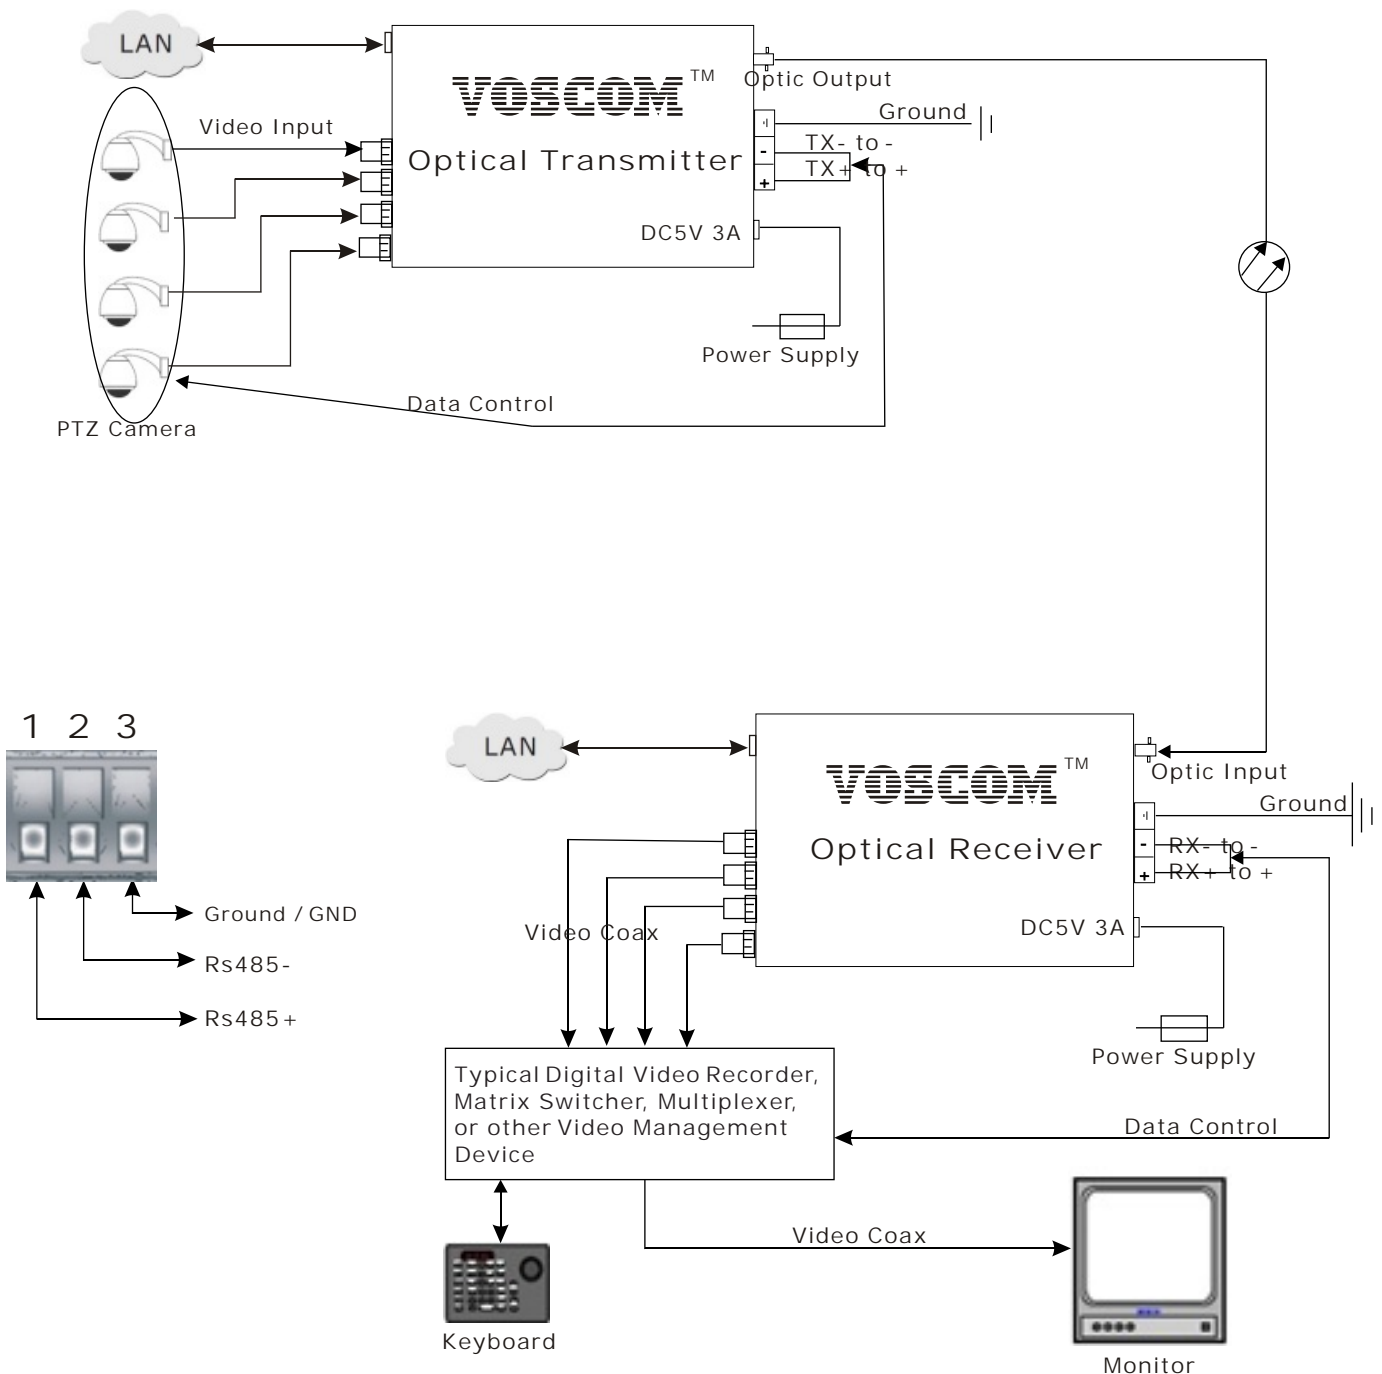 LAN
VOSCOM TM
Optic Output
Ground
Video Input
TX- to -
Optical Transmitter
TX+ to +
-
+
DC5V 3A
Power Supply
Data Control
PTZ Camera
1 2 3
LAN
VOSCOM TM
Optic Input
Ground
Optical Receiver
RX- to -
RX+ to +
-
+
Ground / GND
Video Coax
DC5V 3A
Rs485-
Rs485+
Power Supply
Typical Digital Video Recorder,
Matrix Switcher, Multiplexer,
or other Video Management
Device
Data Control
Video Coax
Keyboard
Monitor